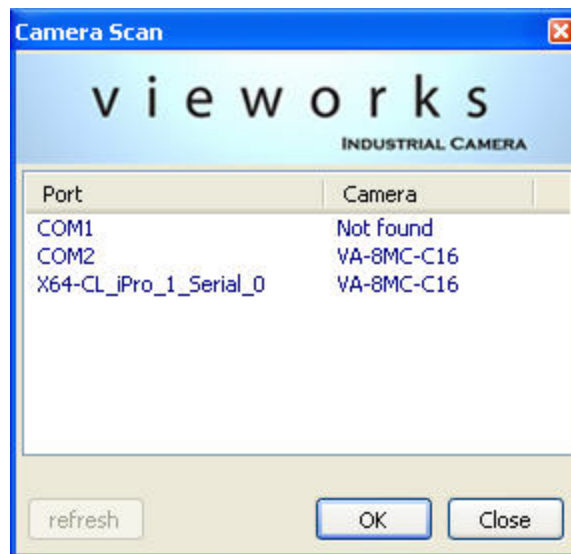 Camera Scan
vieworks
INDUSTRIAL CAMERA
Port Camera
COM1 Not found
COM2 VA-8MC-C16
X64-CL_iPro_1_Serial_0 VA-8MC-C16
refresh OK Close